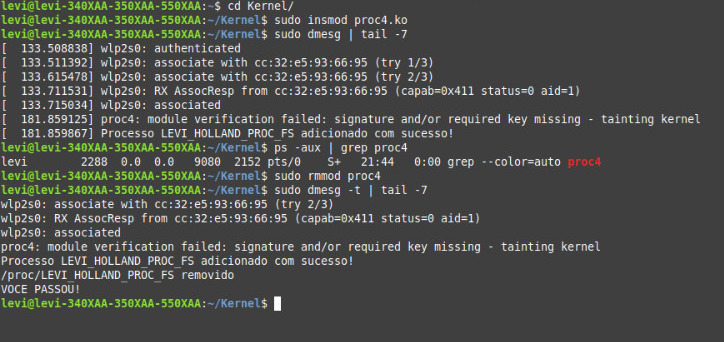 levi@levi-340XAA-350XAA-550XAA:~$ cd Kernel/
levi@levi-340XAA-350XAA-550XAA:~/Kernel$ sudo insmod proc4.ko
levi@levi-340XAA-350XAA-550XAA:~/Kernel$ sudo dmesg | tail -7
[  133.508838] wlp2s0: authenticated
[  133.511392] wlp2s0: associate with cc:32:e5:93:66:95 (try 1/3)
[  133.615478] wlp2s0: associate with cc:32:e5:93:66:95 (try 2/3)
[  133.711531] wlp2s0: RX AssocResp from cc:32:e5:93:66:95 (capab=0x411 status=0 aid=1)
[  133.715034] wlp2s0: associated
[  181.859125] proc4: module verification failed: signature and/or required key missing - tainting kernel
[  181.859867] Processo LEVI_HOLLAND_PROC_FS adicionado com sucesso!
levi@levi-340XAA-350XAA-550XAA:~/Kernel$ ps -aux | grep proc4
levi      2288  0.0  0.0   9080  2152 pts/0    S+   21:44   0:00 grep --color=auto proc4
levi@levi-340XAA-350XAA-550XAA:~/Kernel$ sudo rmmod proc4
levi@levi-340XAA-350XAA-550XAA:~/Kernel$ sudo dmesg -t | tail -7
wlp2s0: associate with cc:32:e5:93:66:95 (try 2/3)
wlp2s0: RX AssocResp from cc:32:e5:93:66:95 (capab=0x411 status=0 aid=1)
wlp2s0: associated
proc4: module verification failed: signature and/or required key missing - tainting kernel
Processo LEVI_HOLLAND_PROC_FS adicionado com sucesso!
/proc/LEVI_HOLLAND_PROC_FS removido
VOCE PASSOU!
levi@levi-340XAA-350XAA-550XAA:~/Kernel$